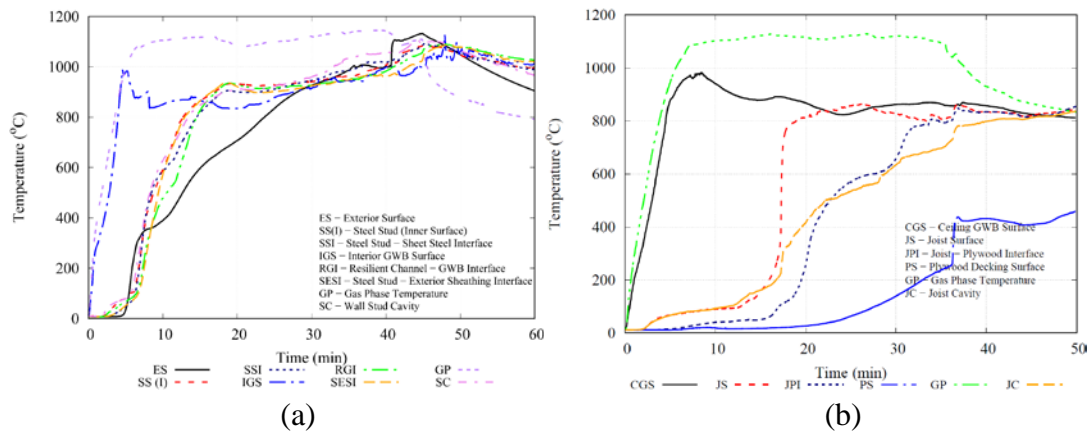 (a)
1200
1000
800
600
400
200
0
Temperature (°C)
ES – Exterior Surface
SS(I) – Steel Stud (Inner Surface)
SSI – Steel Stud – Sheet Steel Interface
IGS – Interior GWB Surface
RGI – Resilient Channel – GWB Interface
SESI – Steel Stud – Exterior Sheathing Interface
GP – Gas Phase Temperature
SC – Wall Stud Cavity
0 10 20 30 40 50 60
Time (min)
ES SSI RGI GP
SS (I) IGS SESI SC
(a)
(b)
1200
1000
800
600
400
200
0
Temperature (°C)
CGS – Ceiling GWB Surface
JS – Joist Surface
JPI – Joist – Plywood Interface
PS – Plywood Decking Surface
GP – Gas Phase Temperature
JC – Joist Cavity
0 10 20 30 40 50
Time (min)
CGS JS JPI PS GP JC
(b)